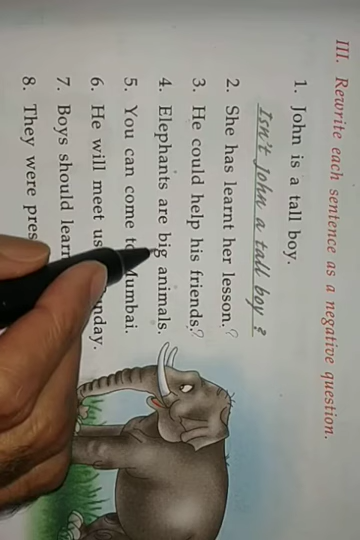 III. Rewrite each sentence as a negative question.
1. John is a tall boy.
Isn't John a tall boy ?
2. She has learnt her lesson.?
3. He could help his friends.?
4. Elephants are big animals.
5. You can come to Mumbai.
6. He will meet us
7. Boys should learn
8. They were